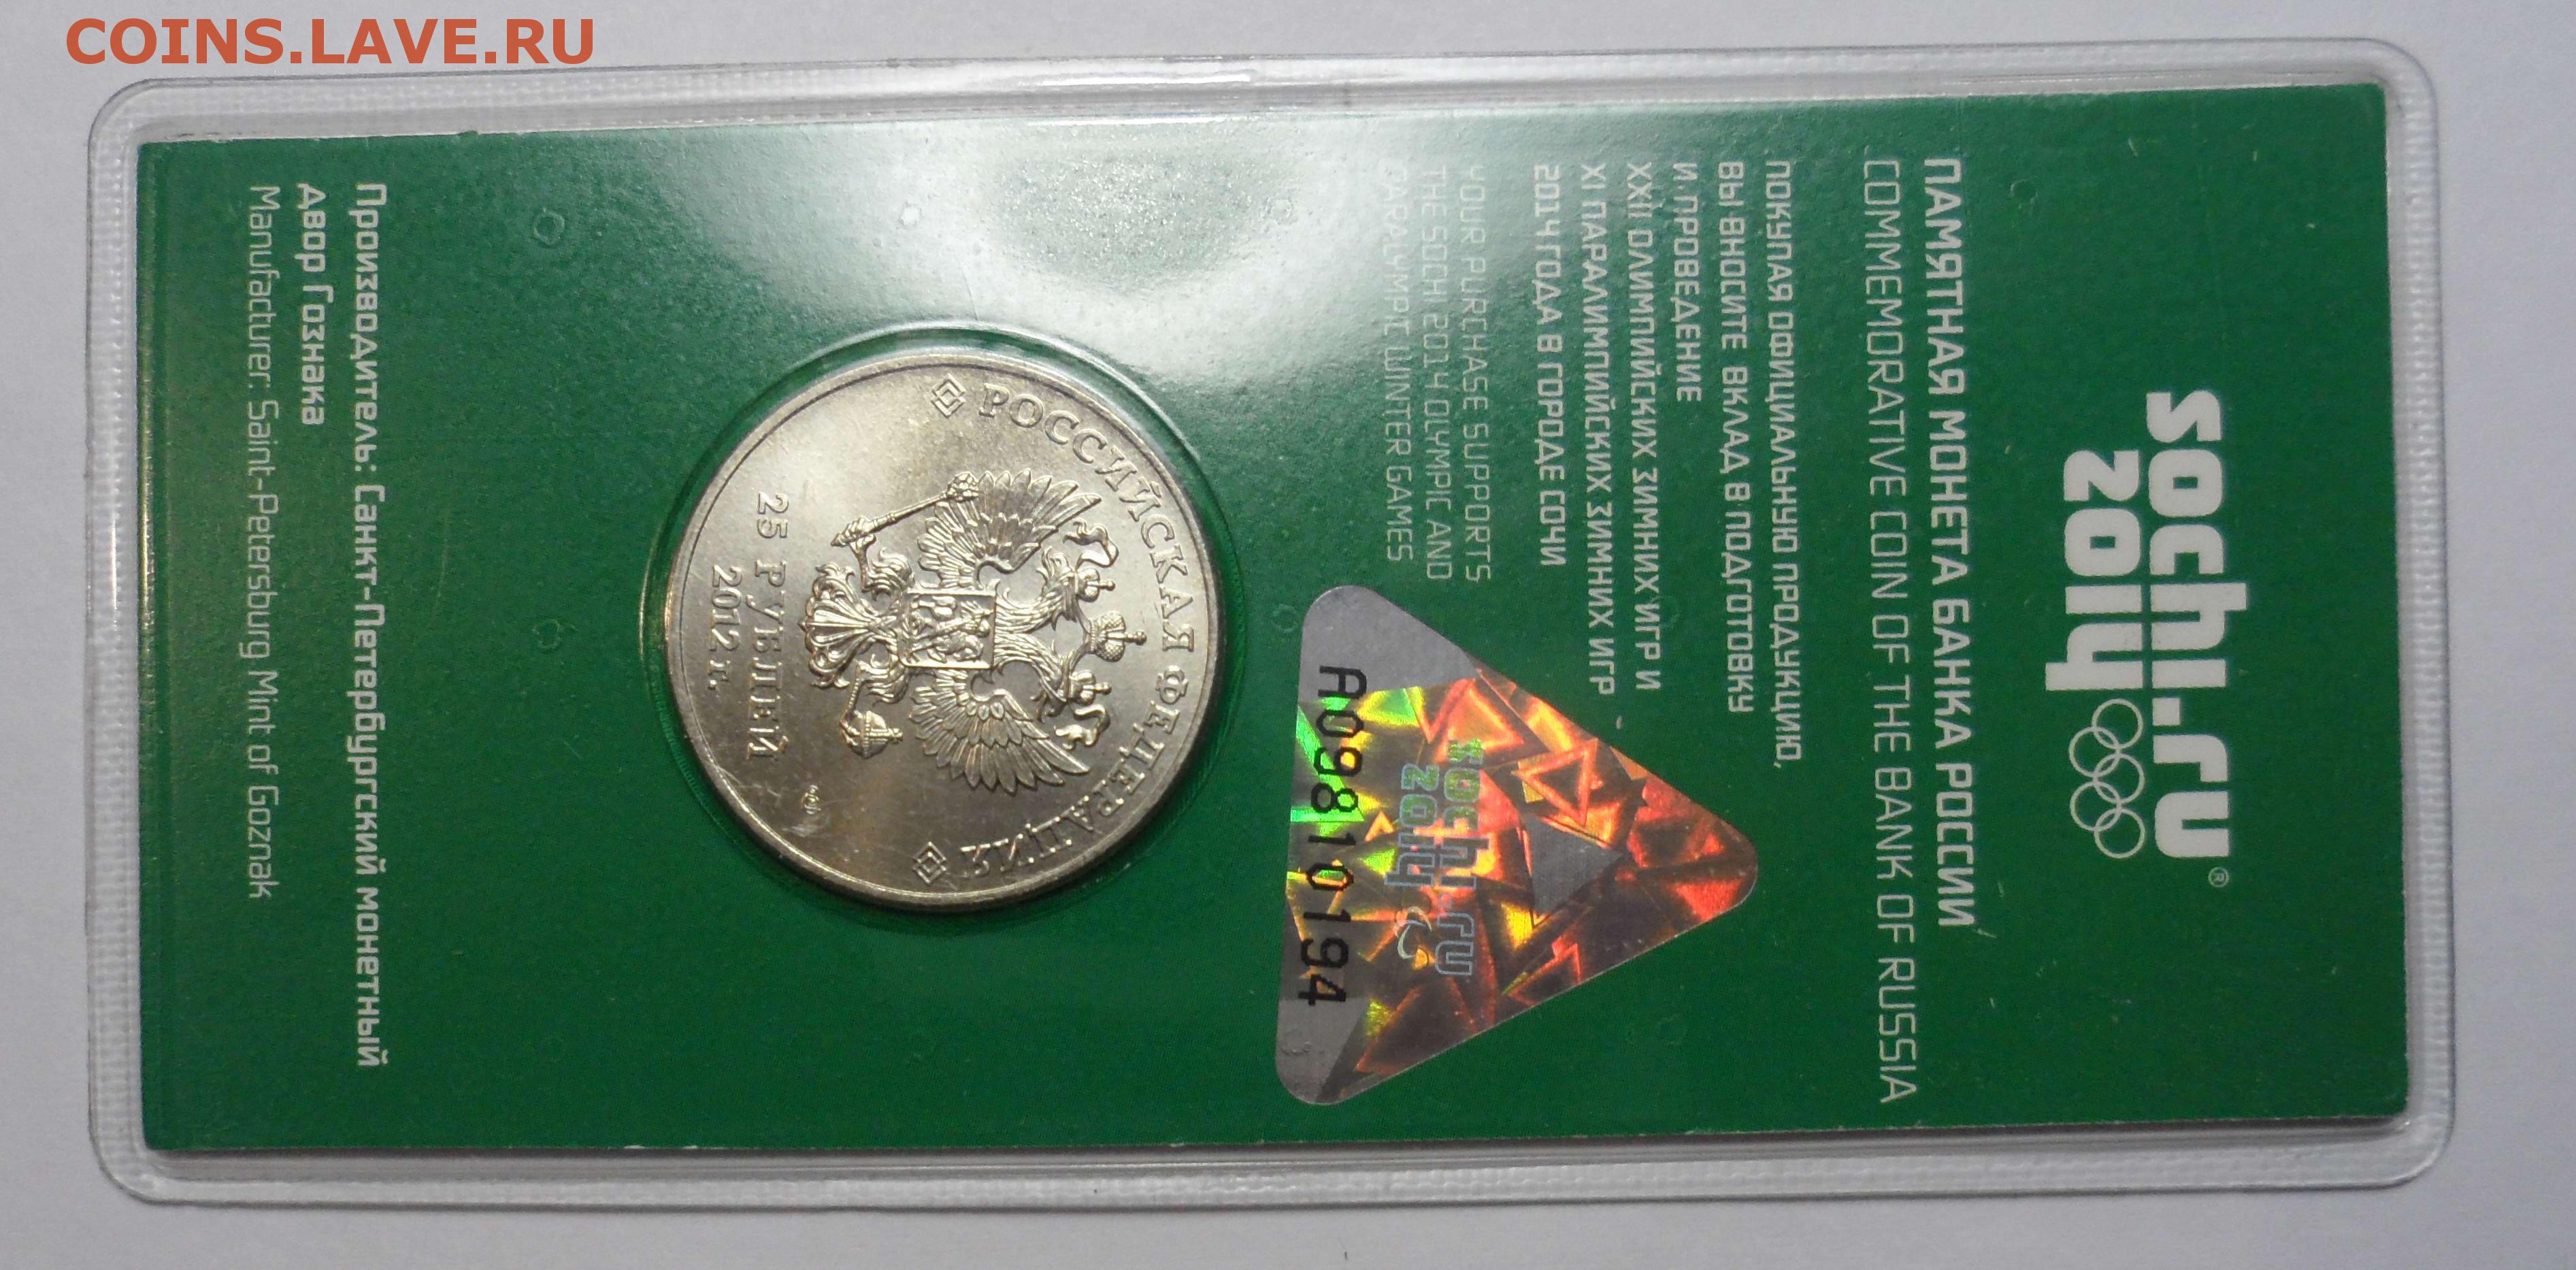 COINS.LAVE.RU
sochi.ru ®
2014
ПАМЯТНАЯ МОНЕТА БАНКА РОССИИ
COMMEMORATIVE COIN OF THE BANK OF RUSSIA
ПОКУПАЯ ОФИЦИАЛЬНУЮ ПРОДУКЦИЮ,
ВЫ ВНОСИТЕ ВКЛАД В ПОДГОТОВКУ
И ПРОВЕДЕНИЕ
XXII ОЛИМПИЙСКИХ ЗИМНИХ ИГР И
XI ПАРАЛИМПИЙСКИХ ЗИМНИХ ИГР
2014 ГОДА В ГОРОДЕ СОЧИ
YOUR PURCHASE SUPPORTS
THE SOCHI 2014 OLYMPIC AND
PARALYMPIC WINTER GAMES
sochi.ru
2014
A09810194
РОССИЙСКАЯ ФЕДЕРАЦИЯ
25 РУБЛЕЙ
2012 г.
Производитель: Санкт-Петербургский монетный
двор Гознака
Manufacturer: Saint-Petersburg Mint of Goznak